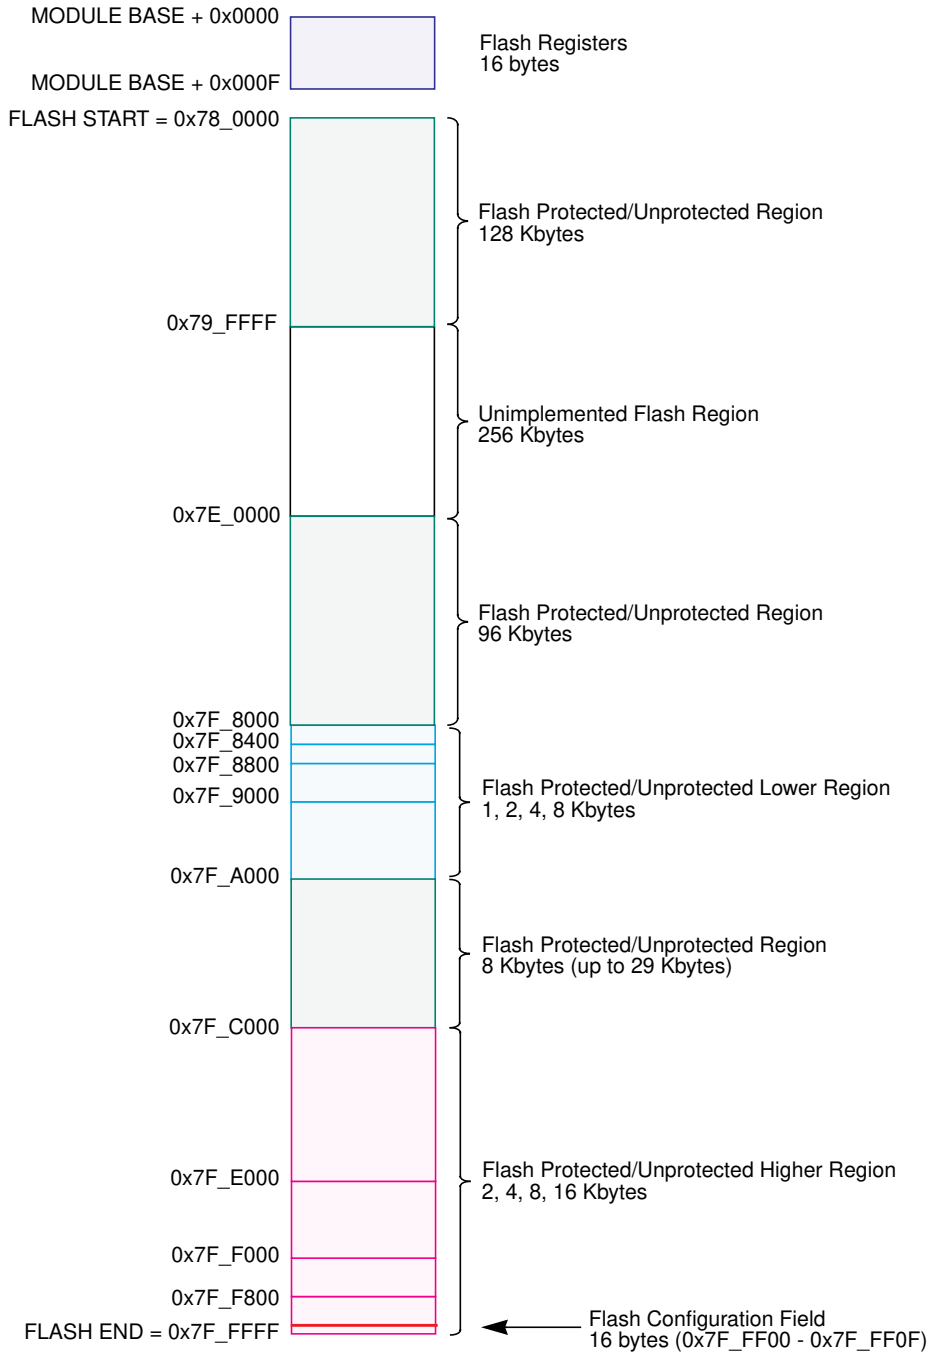 MODULE BASE + 0x0000
Flash Registers
16 bytes
MODULE BASE + 0x000F
FLASH START = 0x78_0000
Flash Protected/Unprotected Region
128 Kbytes
0x79_FFFF
Unimplemented Flash Region
256 Kbytes
0x7E_0000
Flash Protected/Unprotected Region
96 Kbytes
0x7F_8000
0x7F_8400
0x7F_8800
0x7F_9000
Flash Protected/Unprotected Lower Region
1, 2, 4, 8 Kbytes
0x7F_A000
Flash Protected/Unprotected Region
8 Kbytes (up to 29 Kbytes)
0x7F_C000
0x7F_E000
Flash Protected/Unprotected Higher Region
2, 4, 8, 16 Kbytes
0x7F_F000
0x7F_F800
FLASH END = 0x7F_FFFF
Flash Configuration Field
16 bytes (0x7F_FF00 - 0x7F_FF0F)